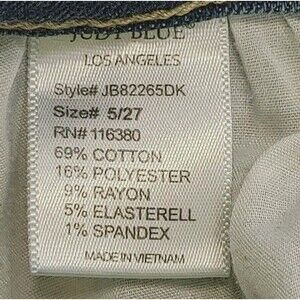 JUDY BLUE
LOS ANGELES
Style# JB82265DK
Size# 5/27
RN# 116380
69% COTTON
16% POLYESTER
9% RAYON
5% ELASTERELL
1% SPANDEX
MADE IN VIETNAM